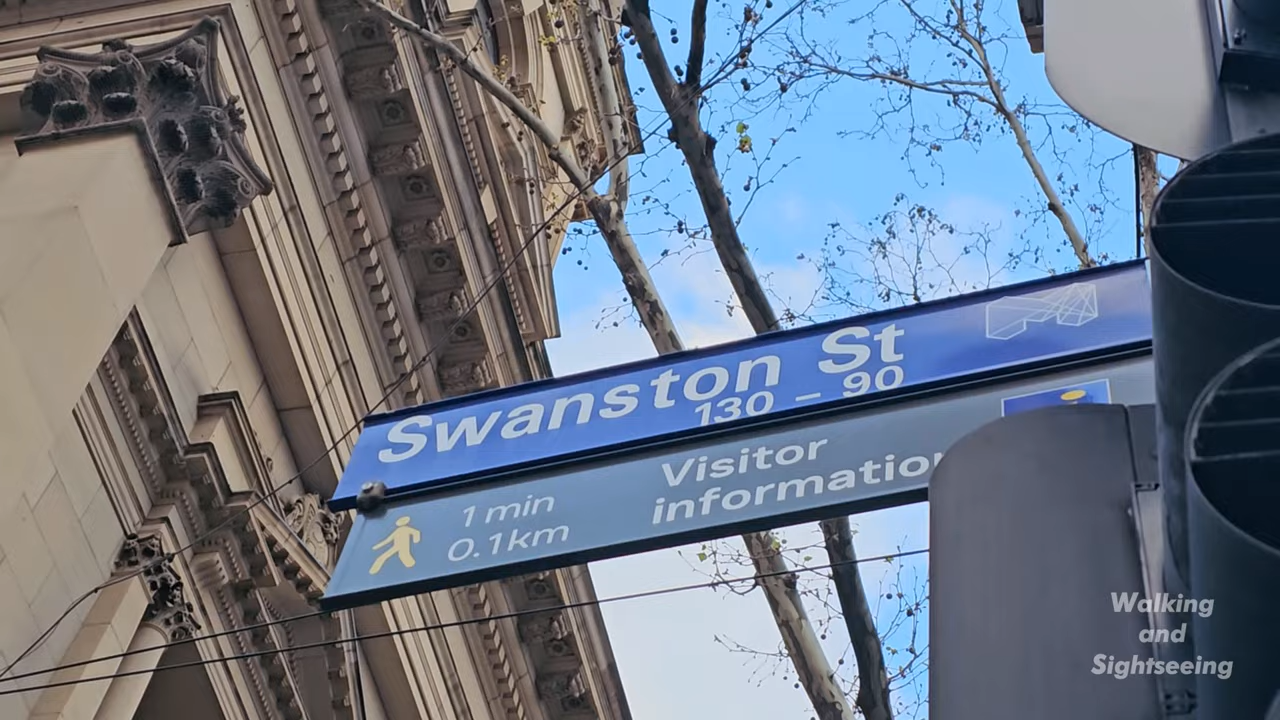 Swanston St
130 – 90
Visitor
information
1 min
0.1km
Walking
and
Sightseeing